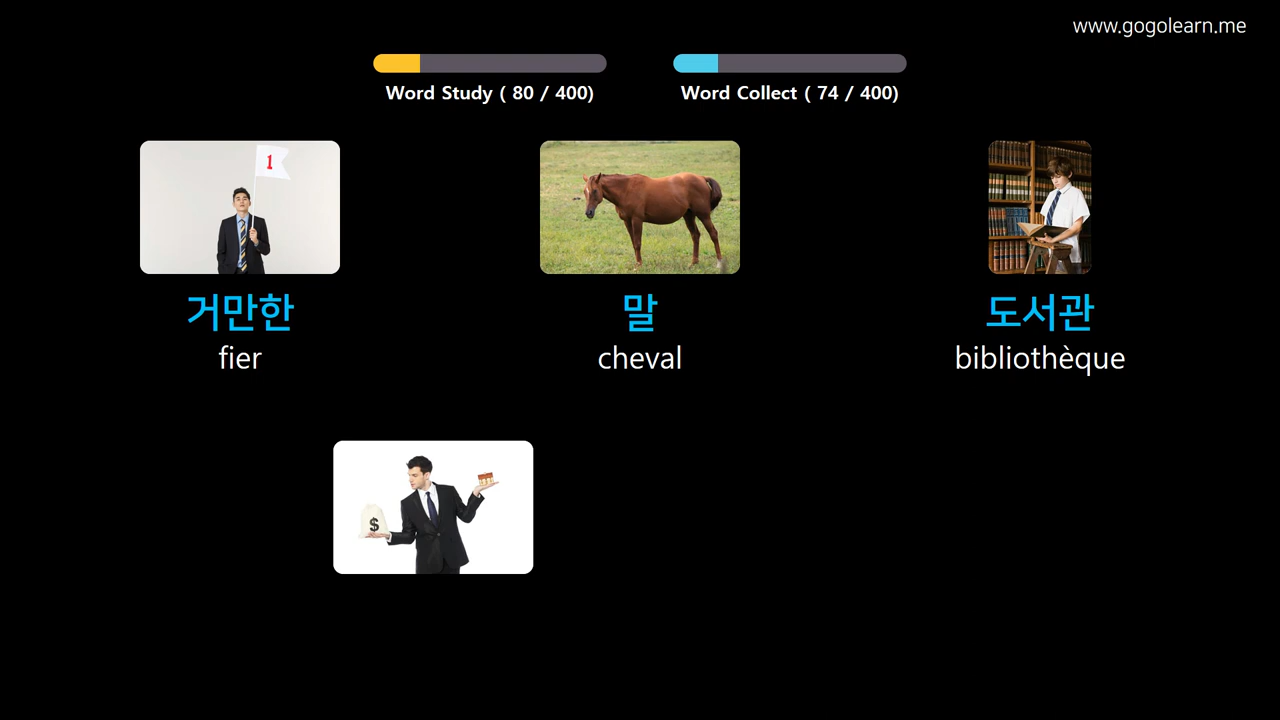 www.gogolearn.me
Word Study ( 80 / 400)
Word Collect ( 74 / 400)
1
거만한
말
도서관
fier
cheval
bibliothèque
$